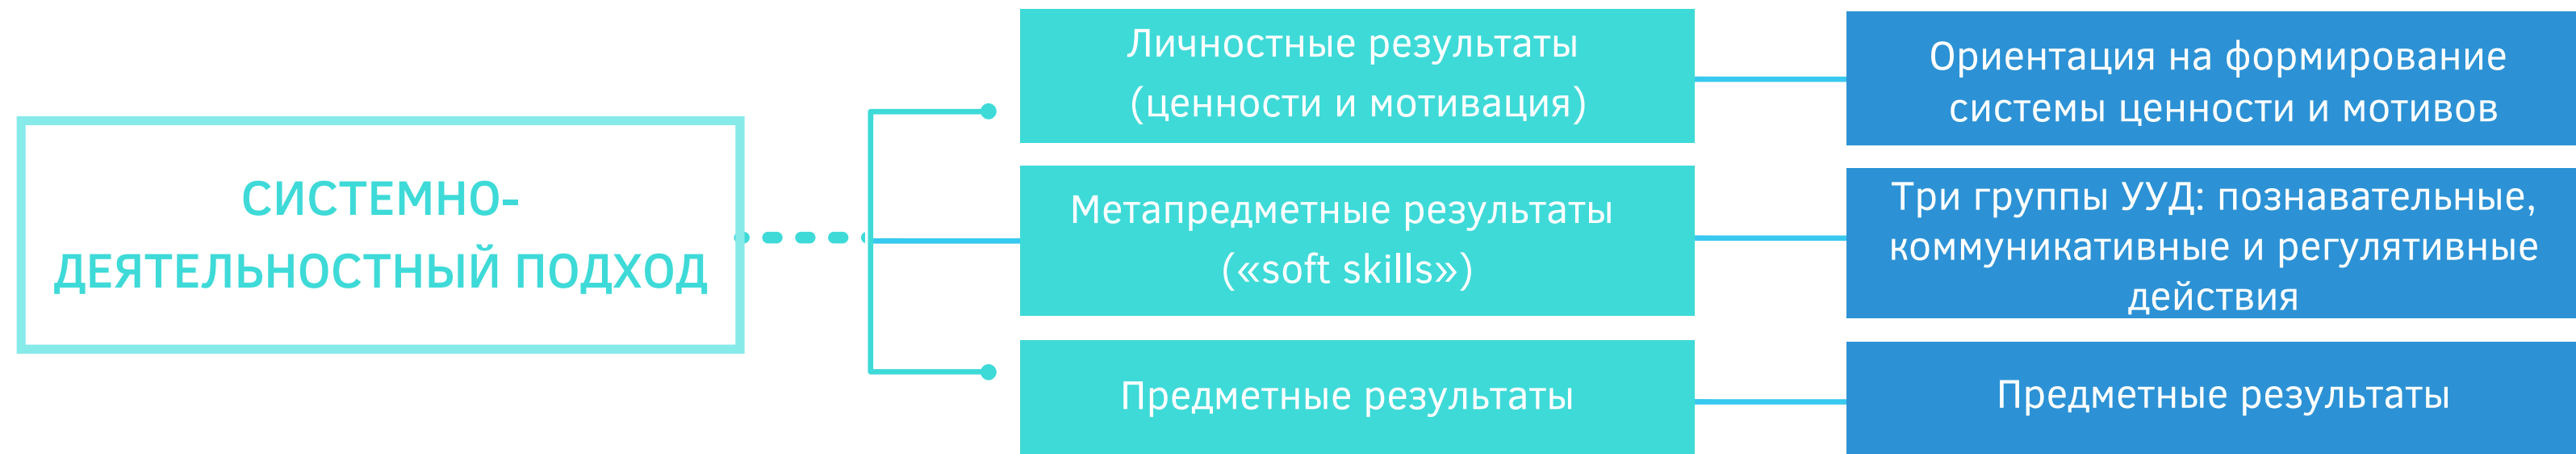 СИСТЕМНО-
ДЕЯТЕЛЬНОСТНЫЙ ПОДХОД
Личностные результаты
(ценности и мотивация)
Ориентация на формирование
системы ценности и мотивов
Метапредметные результаты
(«soft skills»)
Три группы УУД: познавательные,
коммуникативные и регулятивные
действия
Предметные результаты
Предметные результаты